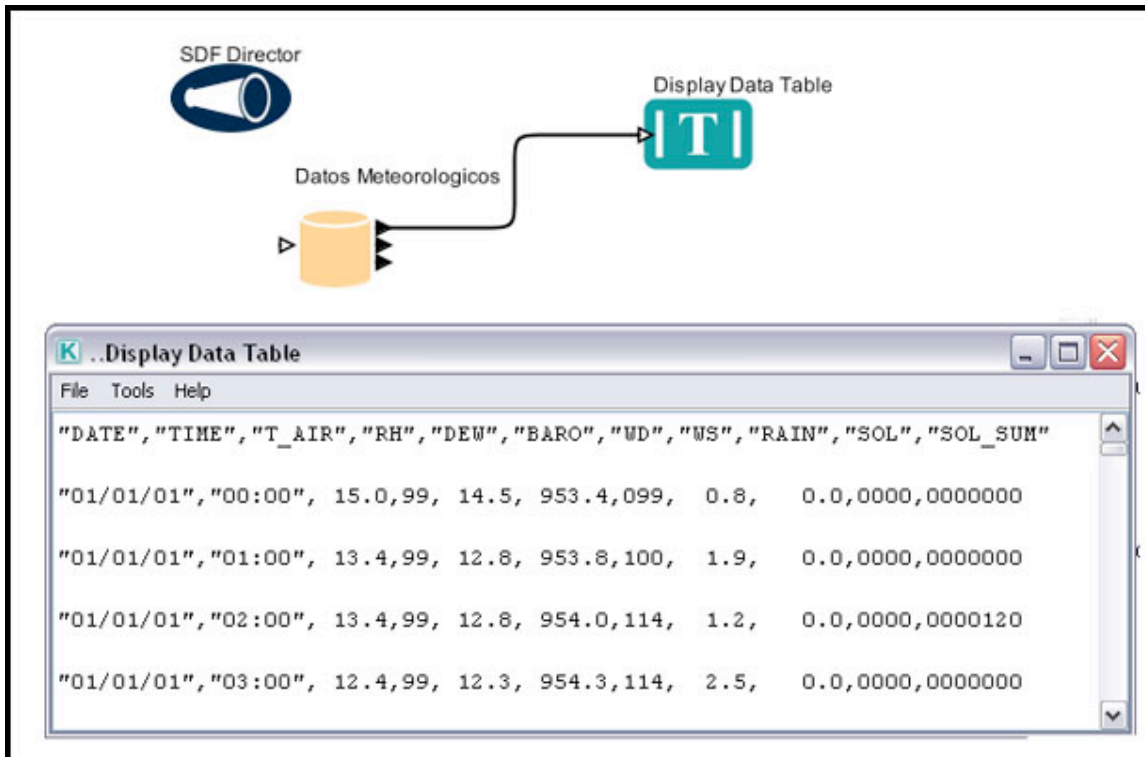 SDF Director
Display Data Table
T
Datos Meteorologicos
K ..Display Data Table
File Tools Help
"DATE","TIME","T_AIR","RH","DEW","BARO","WD","WS","RAIN","SOL","SOL_SUM"
"01/01/01","00:00", 15.0,99, 14.5, 953.4,099, 0.8, 0.0,0000,0000000
"01/01/01","01:00", 13.4,99, 12.8, 953.8,100, 1.9, 0.0,0000,0000000
"01/01/01","02:00", 13.4,99, 12.8, 954.0,114, 1.2, 0.0,0000,0000120
"01/01/01","03:00", 12.4,99, 12.3, 954.3,114, 2.5, 0.0,0000,0000000